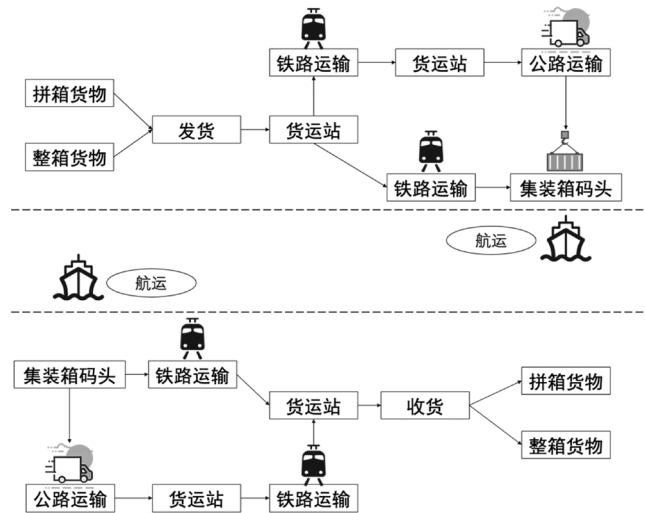 铁路运输
货运站
公路运输
拼箱货物
发货
货运站
整箱货物
铁路运输
集装箱码头
航运
航运
集装箱码头
铁路运输
货运站
收货
拼箱货物
整箱货物
公路运输
货运站
铁路运输